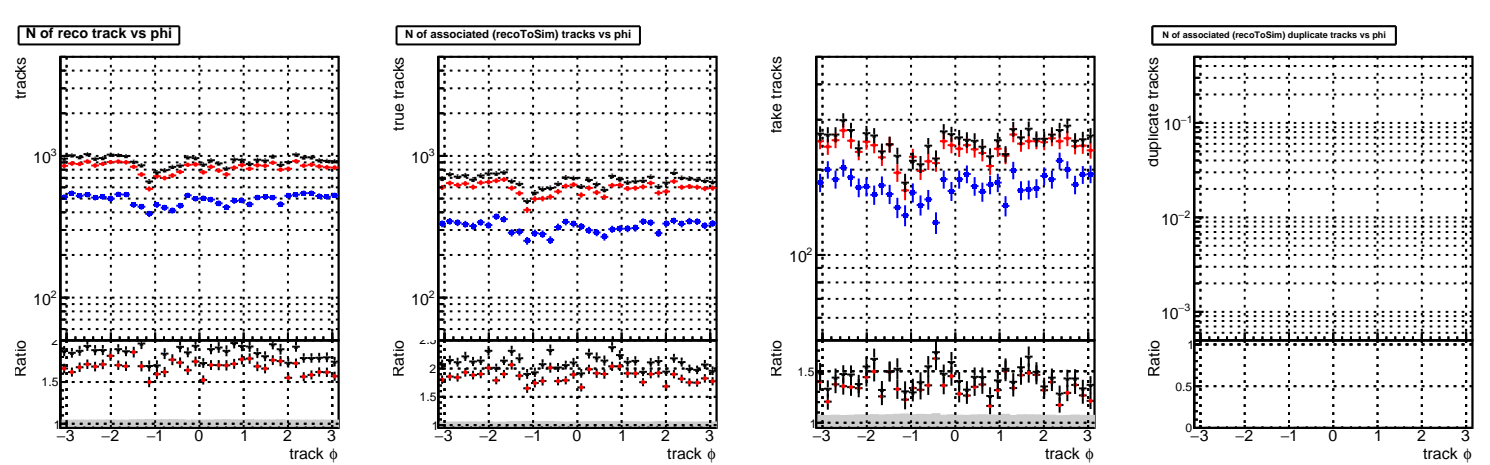 N of reco track vs phi
tracks
10³
10²
Ratio
2
1.5
1
−3 −2 −1 0 1 2 3
track ϕ
N of associated (recoToSim) tracks vs phi
true tracks
10³
10²
Ratio
2.5
2
1.5
1
−3 −2 −1 0 1 2 3
track ϕ
fake tracks
10²
Ratio
1.5
1
−3 −2 −1 0 1 2 3
track ϕ
N of associated (recoToSim) duplicate tracks vs phi
duplicate tracks
10⁻¹
10⁻²
10⁻³
Ratio
1
0.5
0
−3 −2 −1 0 1 2 3
track ϕ